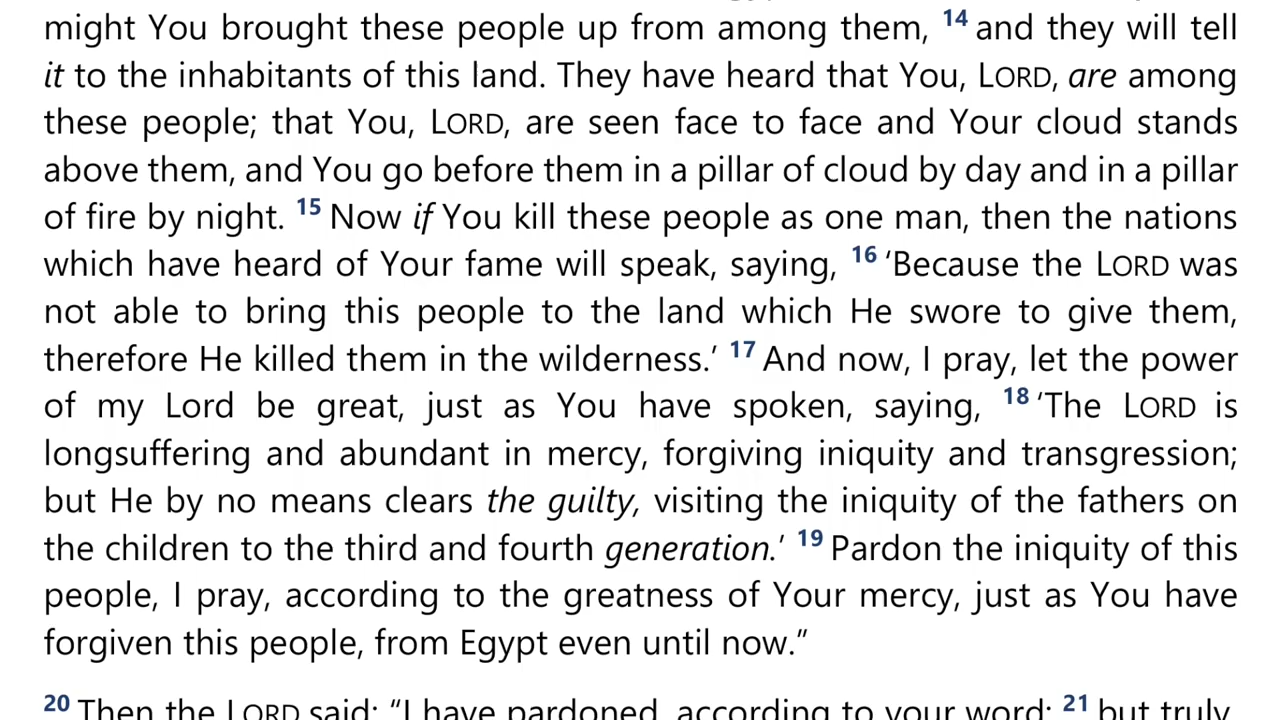 might You brought these people up from among them, 14 and they will tell
it to the inhabitants of this land. They have heard that You, LORD, are among
these people; that You, LORD, are seen face to face and Your cloud stands
above them, and You go before them in a pillar of cloud by day and in a pillar
of fire by night. 15 Now if You kill these people as one man, then the nations
which have heard of Your fame will speak, saying, 16 ‘Because the LORD was
not able to bring this people to the land which He swore to give them,
therefore He killed them in the wilderness.’ 17 And now, I pray, let the power
of my Lord be great, just as You have spoken, saying, 18 ‘The LORD is
longsuffering and abundant in mercy, forgiving iniquity and transgression;
but He by no means clears the guilty, visiting the iniquity of the fathers on
the children to the third and fourth generation.’ 19 Pardon the iniquity of this
people, I pray, according to the greatness of Your mercy, just as You have
forgiven this people, from Egypt even until now.”
20 Then the LORD said: “I have pardoned, according to your word; 21 but truly,